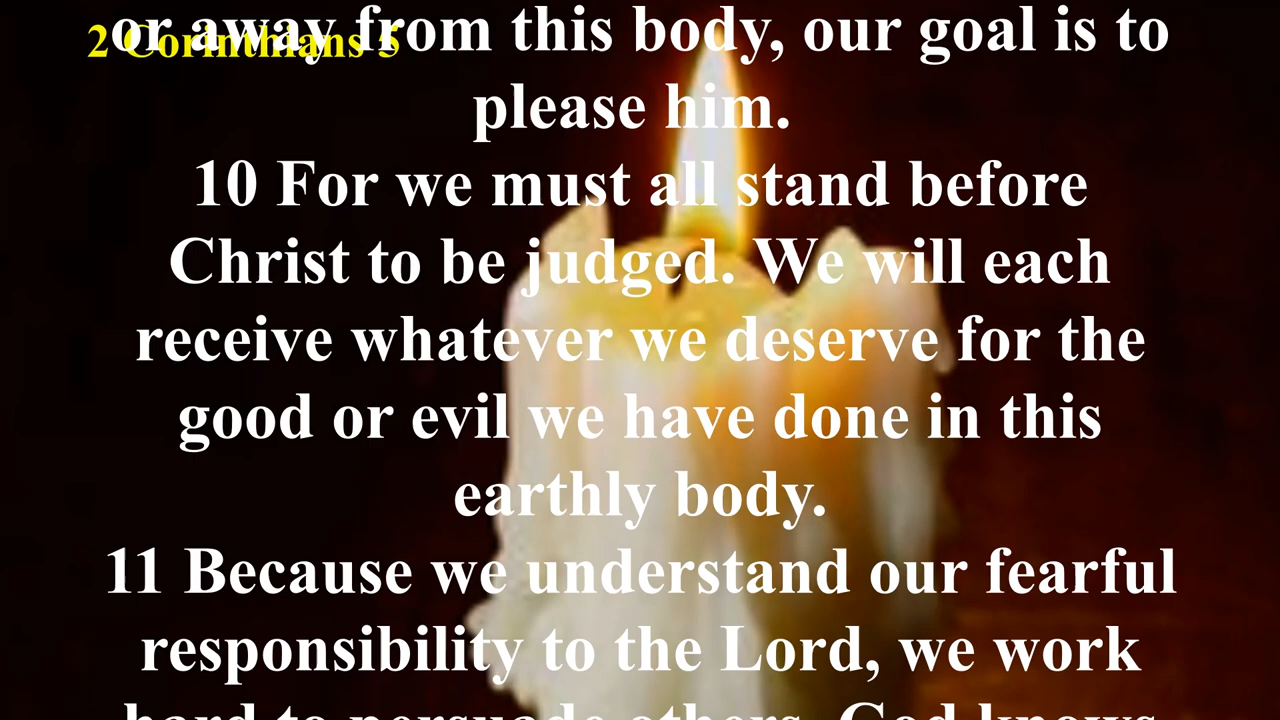 2 Corinthians 5
or away from this body, our goal is to
please him.
10 For we must all stand before
Christ to be judged. We will each
receive whatever we deserve for the
good or evil we have done in this
earthly body.
11 Because we understand our fearful
responsibility to the Lord, we work
hard to persuade others. God knows